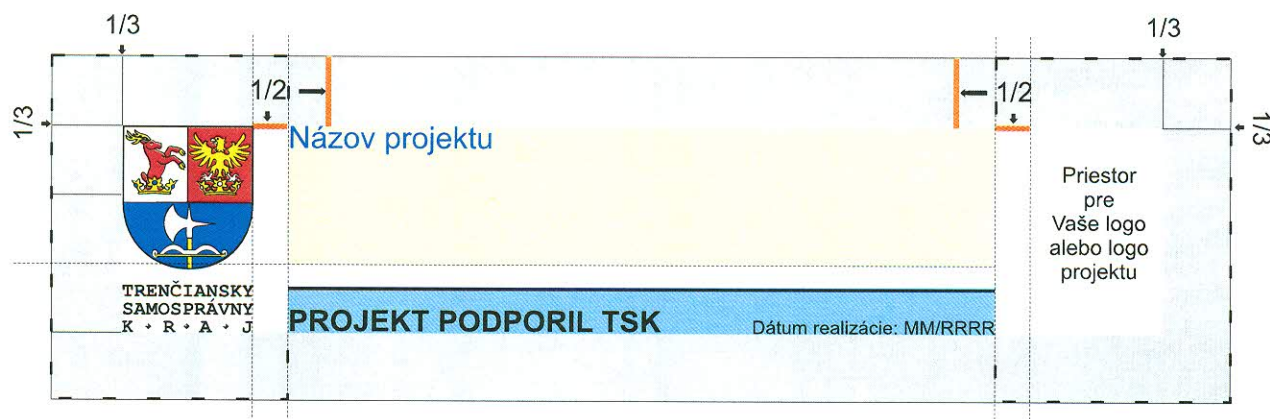 1/3
1/3
1/2
1/2
1/3
1/3
Názov projektu
Priestor
pre
Vaše logo
alebo logo
projektu
TRENČIANSKY
SAMOSPRÁVNY
K・R・A・J
PROJEKT PODPORIL TSK
Dátum realizácie: MM/RRRR